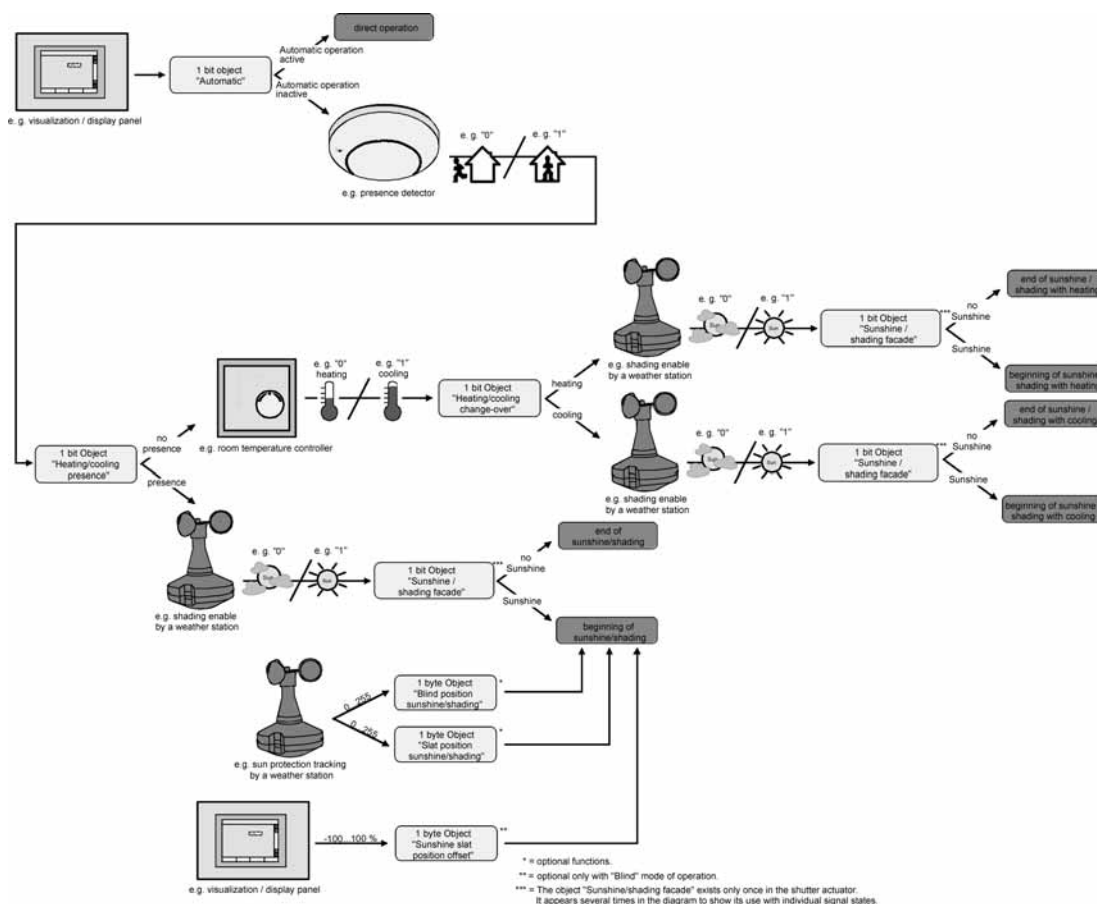 direct operation
Automatic operation
active
1 bit object
"Automatic"
Automatic operation
inactive
e. g. visualization / display panel
e. g. "0"
e. g. "1"
e.g. presence detector
end of sunshine /
shading with heating
e. g. "0"
e. g. "1"
no
Sunshine
Sun
Sun
1 bit Object
"Sunshine /
shading facade"
***
Sunshine
e.g. shading enable
by a weather station
beginning of sunshine
shading with heating
e. g. "0"
heating
e. g. "1"
cooling
1 bit Object
"Heating/cooling
change-over"
heating
cooling
e.g. room temperature controller
end of sunshine /
shading with cooling
e. g. "0"
e. g. "1"
no
Sunshine
Sun
Sun
1 bit Object
"Sunshine /
shading facade"
***
Sunshine
e.g. shading enable
by a weather station
beginning of sunshine
shading with cooling
1 bit Object
"Heating/cooling
presence"
no
presence
presence
end of
sunshine/shading
e. g. "0"
e. g. "1"
no
Sunshine
Sun
Sun
1 bit Object
"Sunshine /
shading facade"
***
Sunshine
e.g. shading enable
by a weather station
beginning of
sunshine/shading
0...255
1 byte Object
"Blind position
sunshine/shading"
*
0...255
1 byte Object
"Slat position
sunshine/shading"
*
e.g. sun protection tracking
by a weather station
-100...100 %
1 byte Object
"Sunshine slat
position offset"
**
e.g. visualization / display panel
* = optional functions.
** = optional only with "Blind" mode of operation.
*** = The object "Sunshine/shading facade" exists only once in the shutter actuator.
It appears several times in the diagram to show its use with individual signal states.